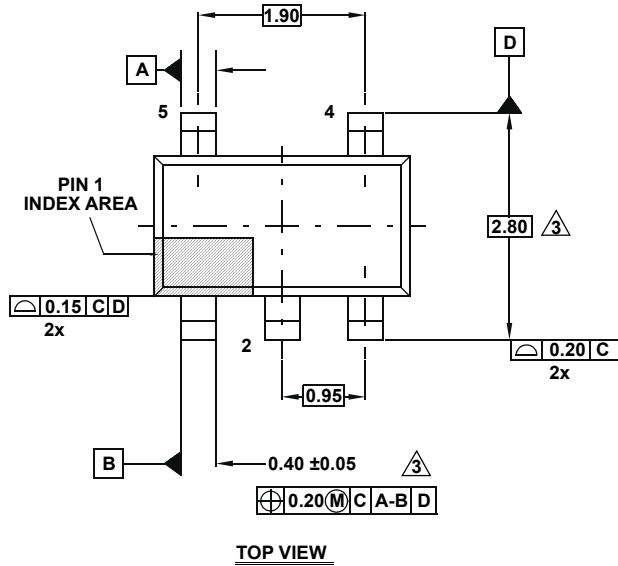 1.90
D
A
5
4
PIN 1
INDEX AREA
2.80 3
0.15 C D
2x
2
0.20 C
2x
0.95
B
0.40 ±0.05
3
0.20 M C A-B D
TOP VIEW